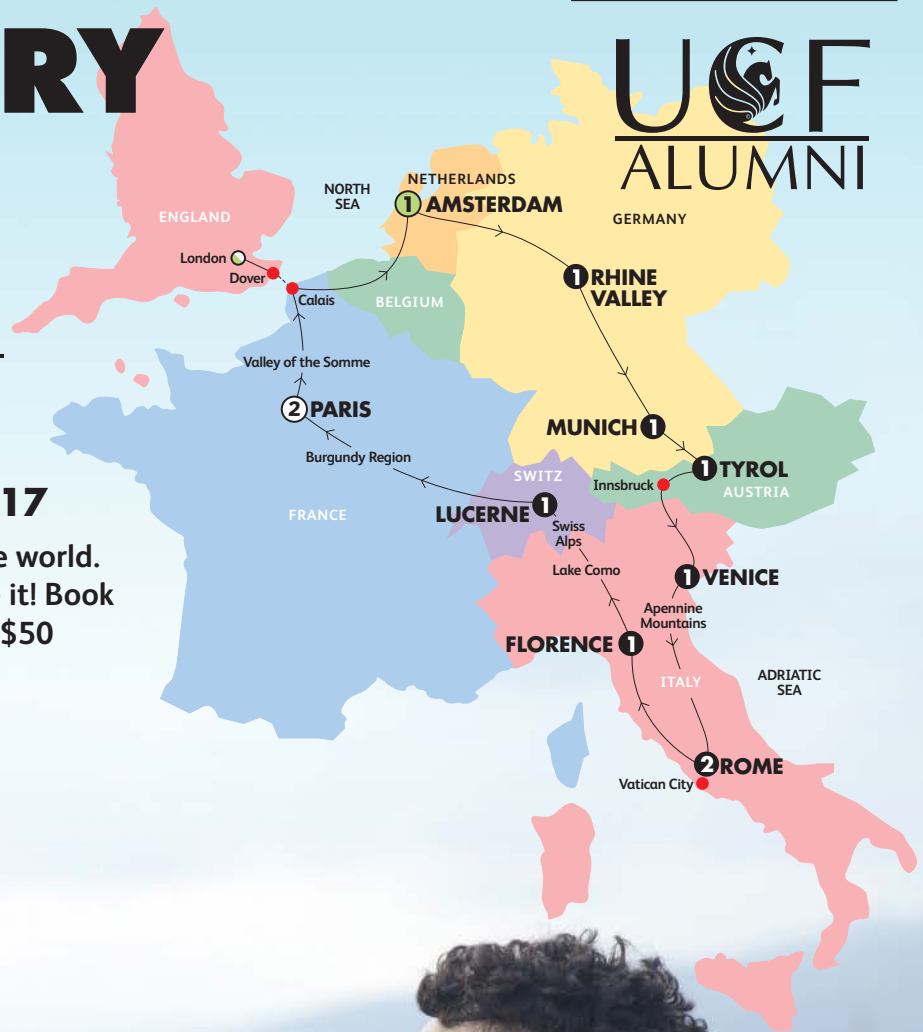 RY
UCF
ALUMNI
NORTH
SEA
NETHERLANDS
1 AMSTERDAM
ENGLAND
GERMANY
London
Dover
Calais
BELGIUM
1 RHINE
VALLEY
Valley of the Somme
2 PARIS
MUNICH 1
Burgundy Region
1 TYROL
SWITZ
Innsbruck
AUSTRIA
17
FRANCE
LUCERNE 1
Swiss
Alps
e world.
Lake Como
1 VENICE
it! Book
Apennine
Mountains
$50
FLORENCE 1
ITALY
ADRIATIC
SEA
2 ROME
Vatican City